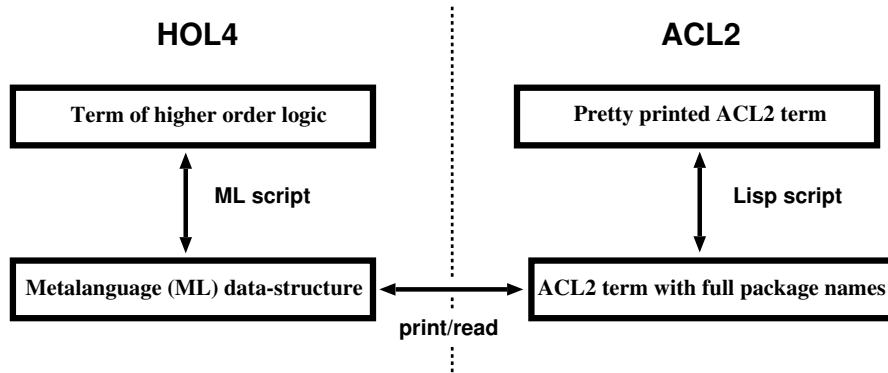 HOL4
ACL2
Term of higher order logic
Pretty printed ACL2 term
ML script
Lisp script
Metalanguage (ML) data-structure
ACL2 term with full package names
print/read